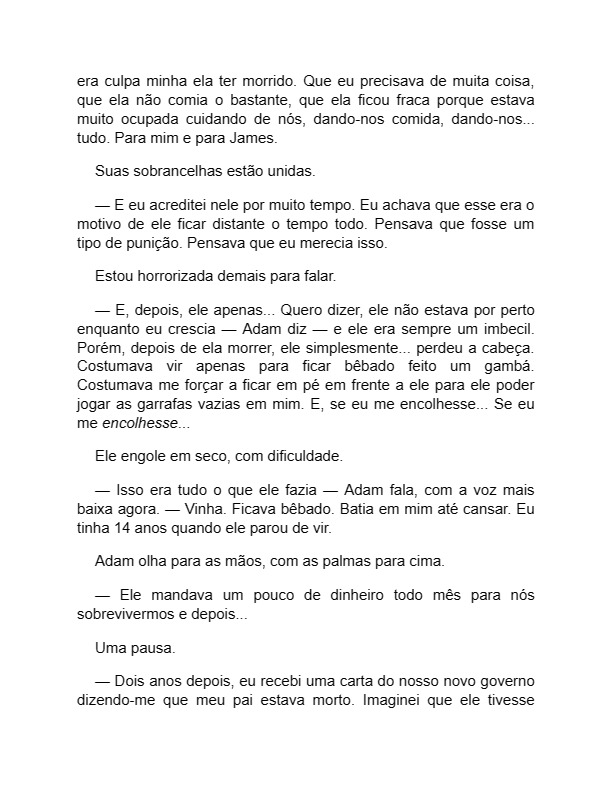 era culpa minha ela ter morrido. Que eu precisava de muita coisa,
que ela não comia o bastante, que ela ficou fraca porque estava
muito ocupada cuidando de nós, dando-nos comida, dando-nos...
tudo. Para mim e para James.
Suas sobrancelhas estão unidas.
— E eu acreditei nele por muito tempo. Eu achava que esse era o
motivo de ele ficar distante o tempo todo. Pensava que fosse um
tipo de punição. Pensava que eu merecia isso.
Estou horrorizada demais para falar.
— E, depois, ele apenas... Quero dizer, ele não estava por perto
enquanto eu crescia — Adam diz — e ele era sempre um imbecil.
Porém, depois de ela morrer, ele simplesmente... perdeu a cabeça.
Costumava vir apenas para ficar bêbado feito um gambá.
Costumava me forçar a ficar em pé em frente a ele para ele poder
jogar as garrafas vazias em mim. E, se eu me encolhesse... Se eu
me encolhesse...
Ele engole em seco, com dificuldade.
— Isso era tudo o que ele fazia — Adam fala, com a voz mais
baixa agora. — Vinha. Ficava bêbado. Batia em mim até cansar. Eu
tinha 14 anos quando ele parou de vir.
Adam olha para as mãos, com as palmas para cima.
— Ele mandava um pouco de dinheiro todo mês para nós
sobrevivermos e depois...
Uma pausa.
— Dois anos depois, eu recebi uma carta do nosso novo governo
dizendo-me que meu pai estava morto. Imaginei que ele tivesse